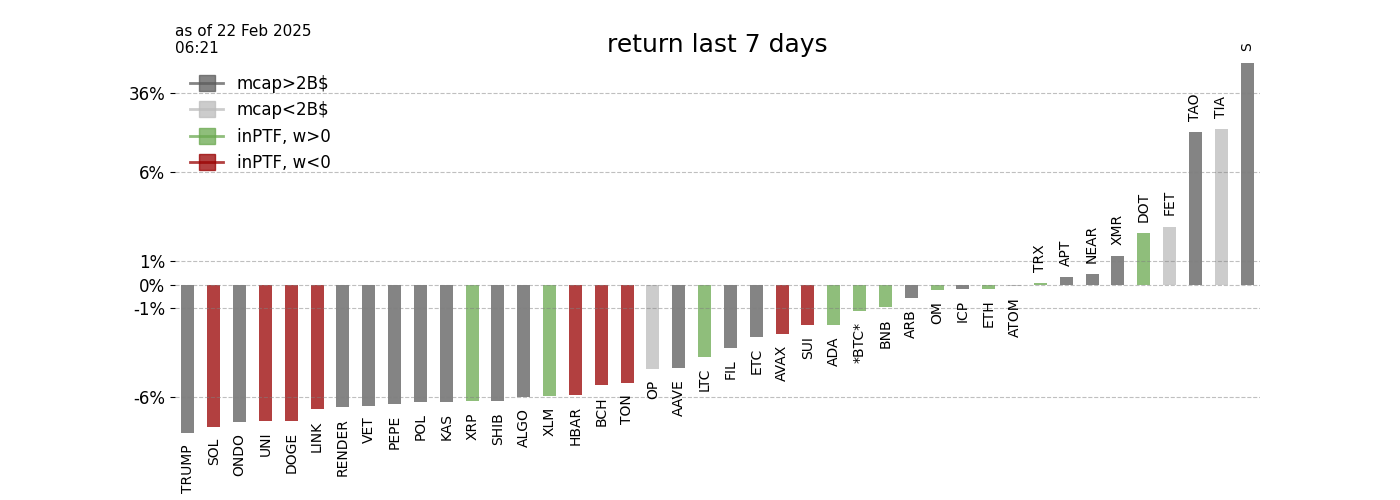 as of 22 Feb 2025
06:21
return last 7 days
mcap>2B$
mcap<2B$
inPTF, w>0
inPTF, w<0
36%
6%
1%
0%
-1%
-6%
TRUMP
SOL
ONDO
UNI
DOGE
LINK
RENDER
VET
PEPE
POL
KAS
XRP
SHIB
ALGO
XLM
HBAR
BCH
TON
OP
AAVE
LTC
FIL
ETC
AVAX
SUI
ADA
*BTC*
BNB
ARB
OM
ICP
ETH
ATOM
TRX
APT
NEAR
XMR
DOT
FET
TAO
TIA
S